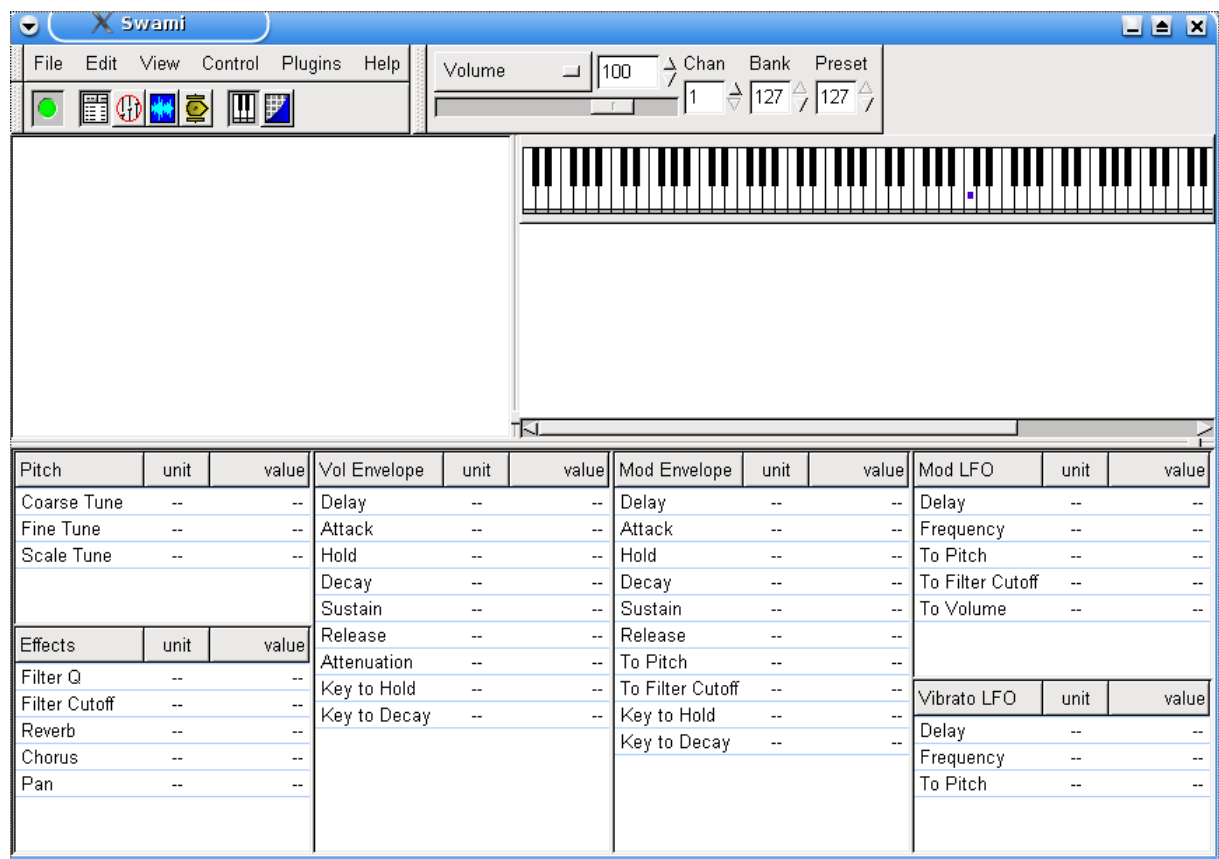 Swami
File Edit View Control Plugins Help
Volume 100 Chan Bank Preset
1 127 127
Pitch unit value
Coarse Tune -- --
Fine Tune -- --
Scale Tune -- --
Effects unit value
Filter Q -- --
Filter Cutoff -- --
Reverb -- --
Chorus -- --
Pan -- --
Vol Envelope unit value
Delay -- --
Attack -- --
Hold -- --
Decay -- --
Sustain -- --
Release -- --
Attenuation -- --
Key to Hold -- --
Key to Decay -- --
Mod Envelope unit value
Delay -- --
Attack -- --
Hold -- --
Decay -- --
Sustain -- --
Release -- --
To Pitch -- --
To Filter Cutoff -- --
Key to Hold -- --
Key to Decay -- --
Mod LFO unit value
Delay -- --
Frequency -- --
To Pitch -- --
To Filter Cutoff -- --
To Volume -- --
Vibrato LFO unit value
Delay -- --
Frequency -- --
To Pitch -- --